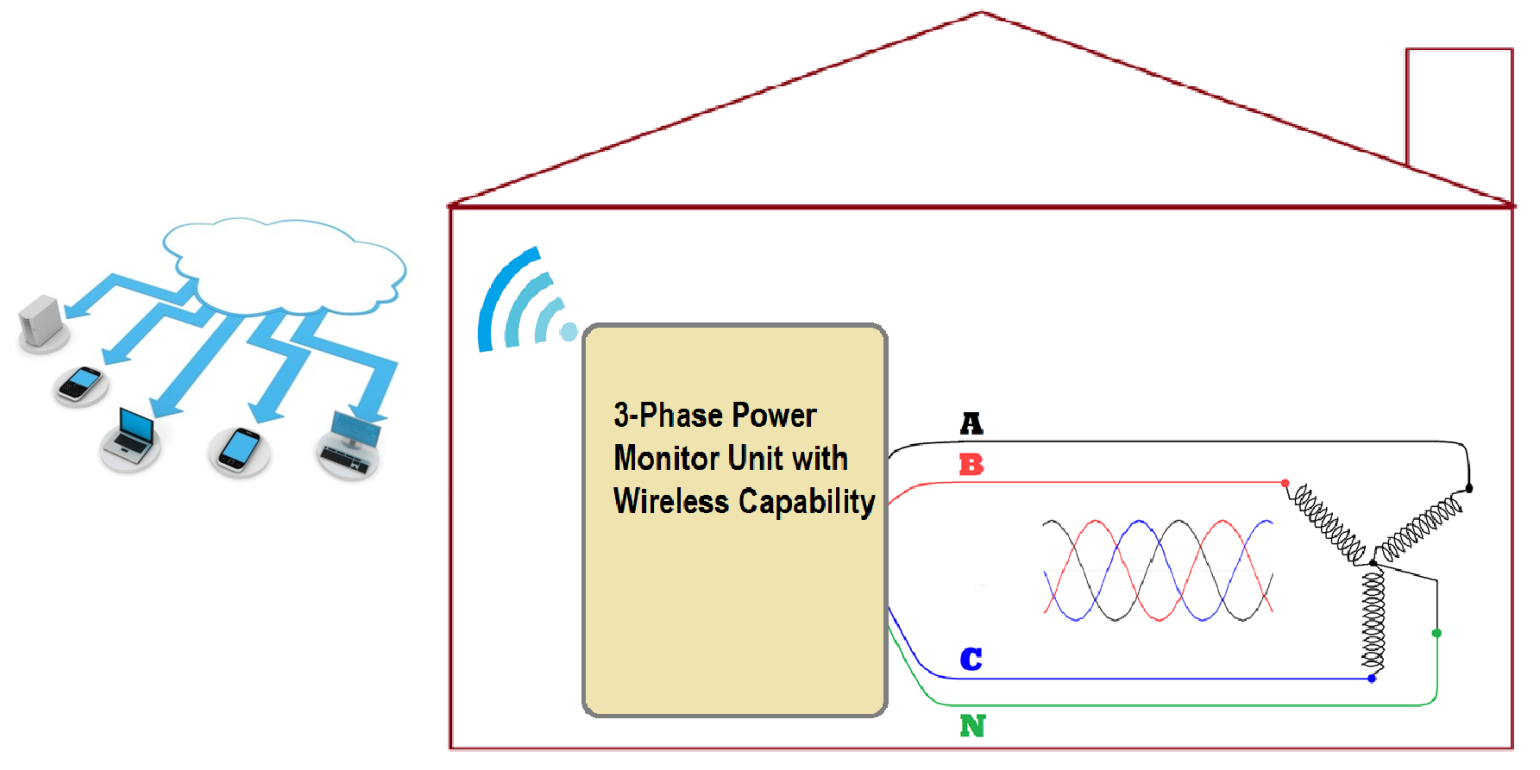 3-Phase Power
Monitor Unit with
Wireless Capability
A
B
C
N